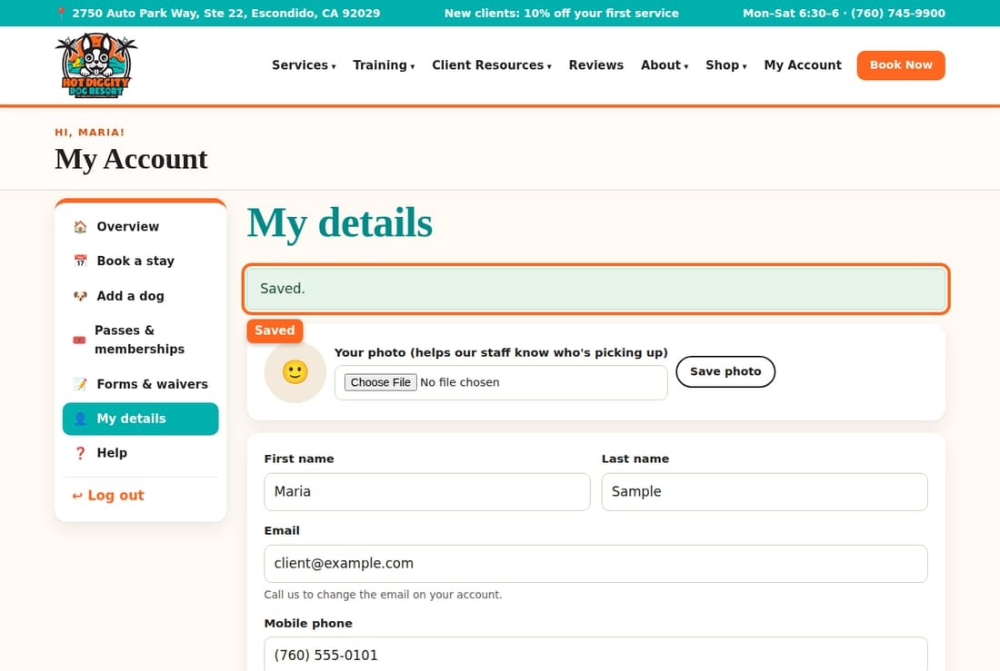 2750 Auto Park Way, Ste 22, Escondido, CA 92029
New clients: 10% off your first service
Mon–Sat 6:30–6 · (760) 745-9900
HOT DIGGITY
DOG RESORT
Services ▾
Training ▾
Client Resources ▾
Reviews
About ▾
Shop ▾
My Account
Book Now
HI, MARIA!
My Account
Overview
Book a stay
Add a dog
Passes &
memberships
Forms & waivers
My details
Help
↩ Log out
My details
Saved.
Saved
Your photo (helps our staff know who's picking up)
Choose File No file chosen
Save photo
First name
Last name
Maria
Sample
Email
client@example.com
Call us to change the email on your account.
Mobile phone
(760) 555-0101